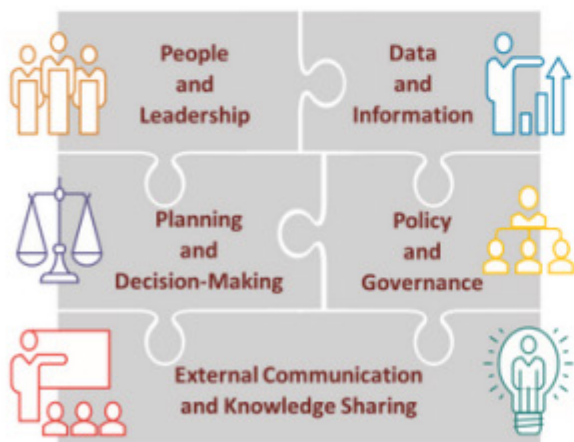 People
and
Leadership
Data
and
Information
Planning
and
Decision-Making
Policy
and
Governance
External Communication
and Knowledge Sharing